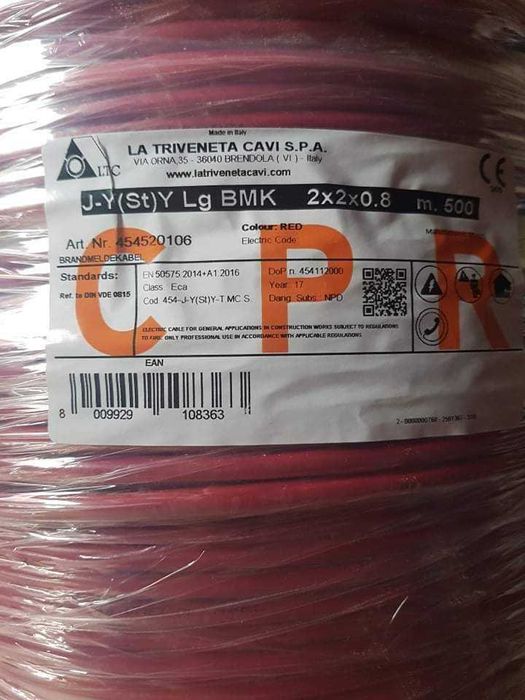 Made in Italy
LTC
LA TRIVENETA CAVI S.P.A.
VIA ORNA,35 - 36040 BRENDOLA ( VI ) - Italy
www.latrivenetacavi.com
CE
J-Y(St)Y Lg BMK 2x2x0.8 m. 500
Colour: RED
Art. Nr. 454520106 Electric Code:
BRANDMELDEKABEL
Standards:
Ref. to DIN VDE 0815
EN 50575:2014+A1:2016
Class: Eca
Cod. 454-J-Y(St)Y-T MC S.
DoP n. 454112000
Year: 17
Dang. Subs.: NPD
CPR
ELECTRIC CABLE FOR GENERAL APPLICATIONS IN CONSTRUCTION WORKS SUBJECT TO REGULATIONS
TO FIRE. ONLY PROFESSIONAL USE IN ACCORDANCE WITH APPLICABLE REGULATIONS
EAN
8 009929 108363